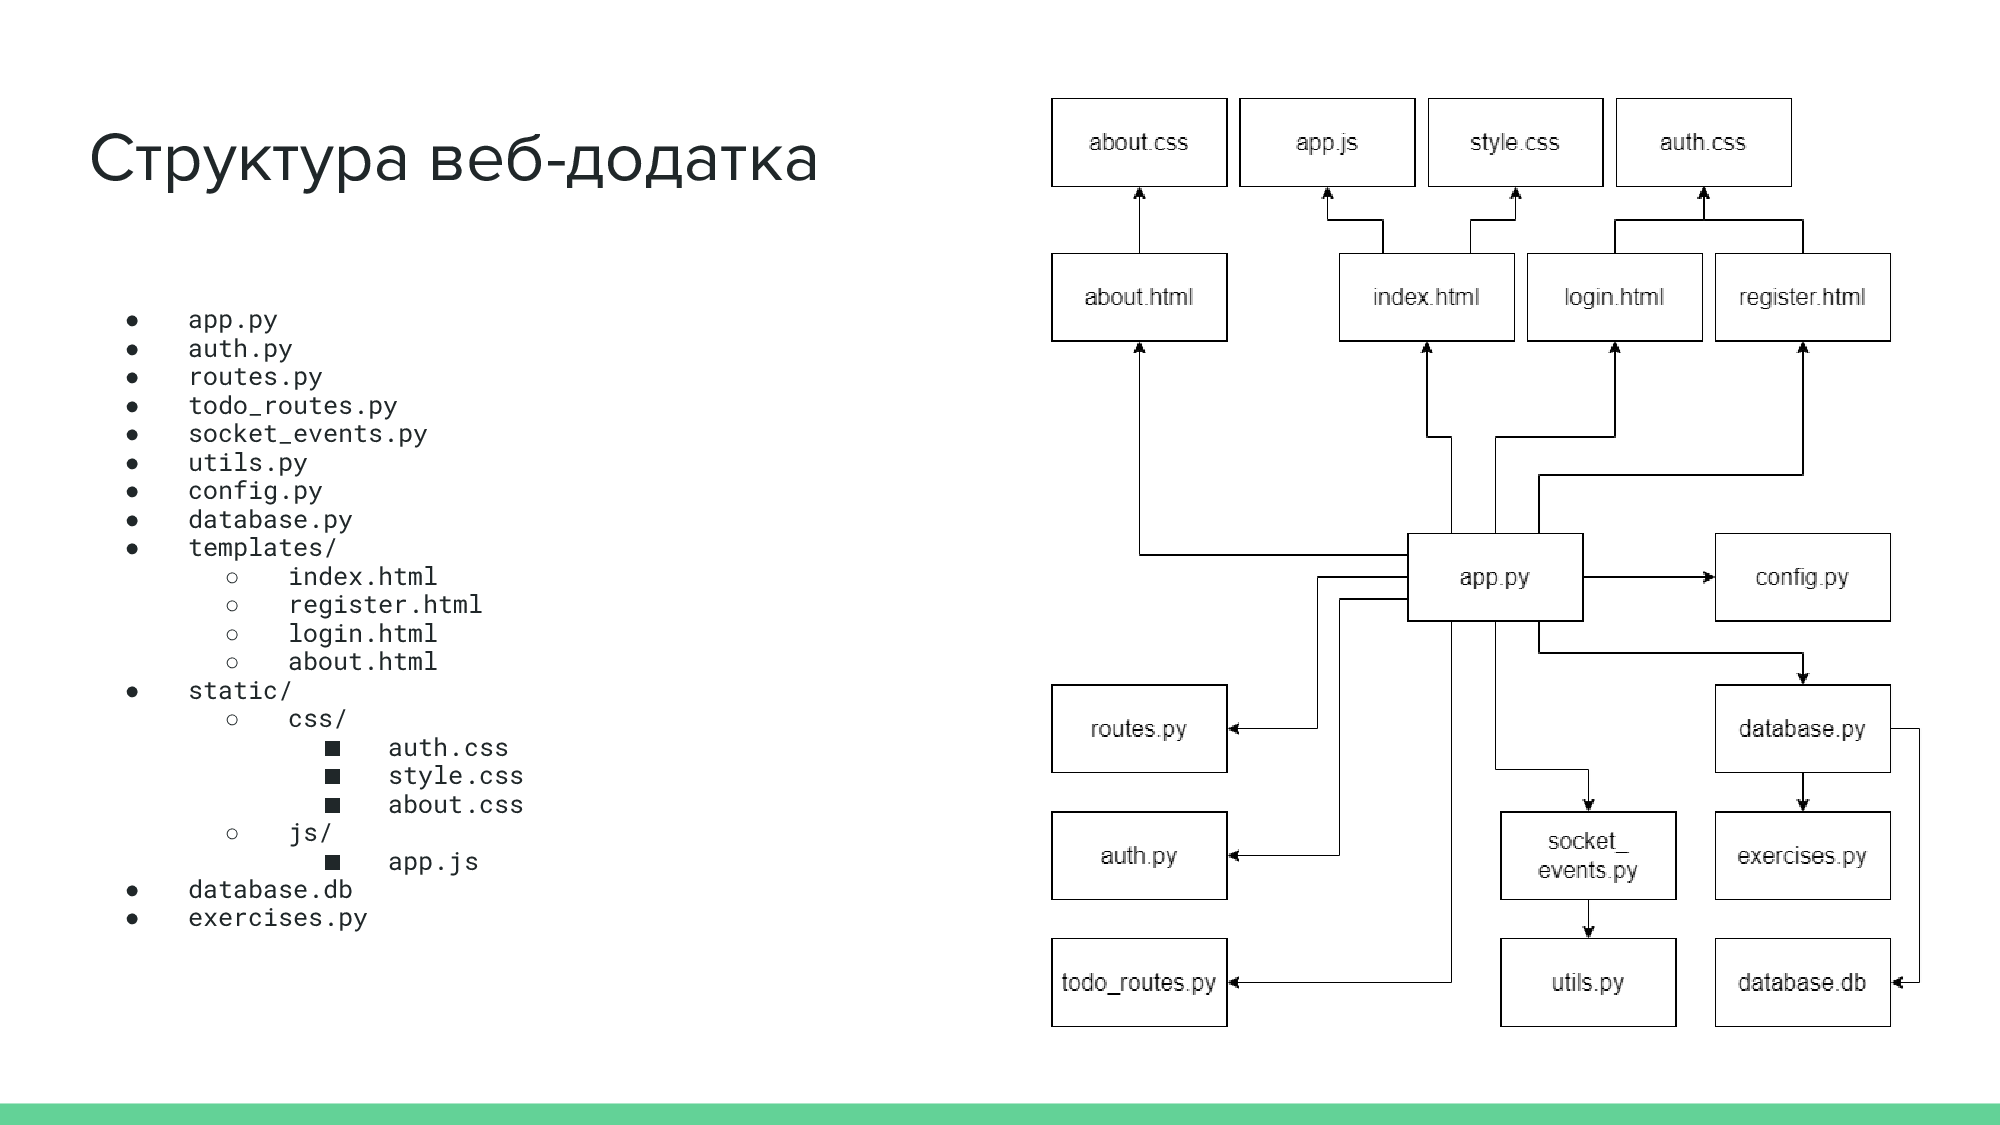 Структура веб-додатка
● app.py
● auth.py
● routes.py
● todo_routes.py
● socket_events.py
● utils.py
● config.py
● database.py
● templates/
○ index.html
○ register.html
○ login.html
○ about.html
● static/
○ css/
■ auth.css
■ style.css
■ about.css
○ js/
■ app.js
● database.db
● exercises.py
about.css
app.js
style.css
auth.css
about.html
index.html
login.html
register.html
app.py
config.py
routes.py
database.py
auth.py
socket_
events.py
exercises.py
todo_routes.py
utils.py
database.db